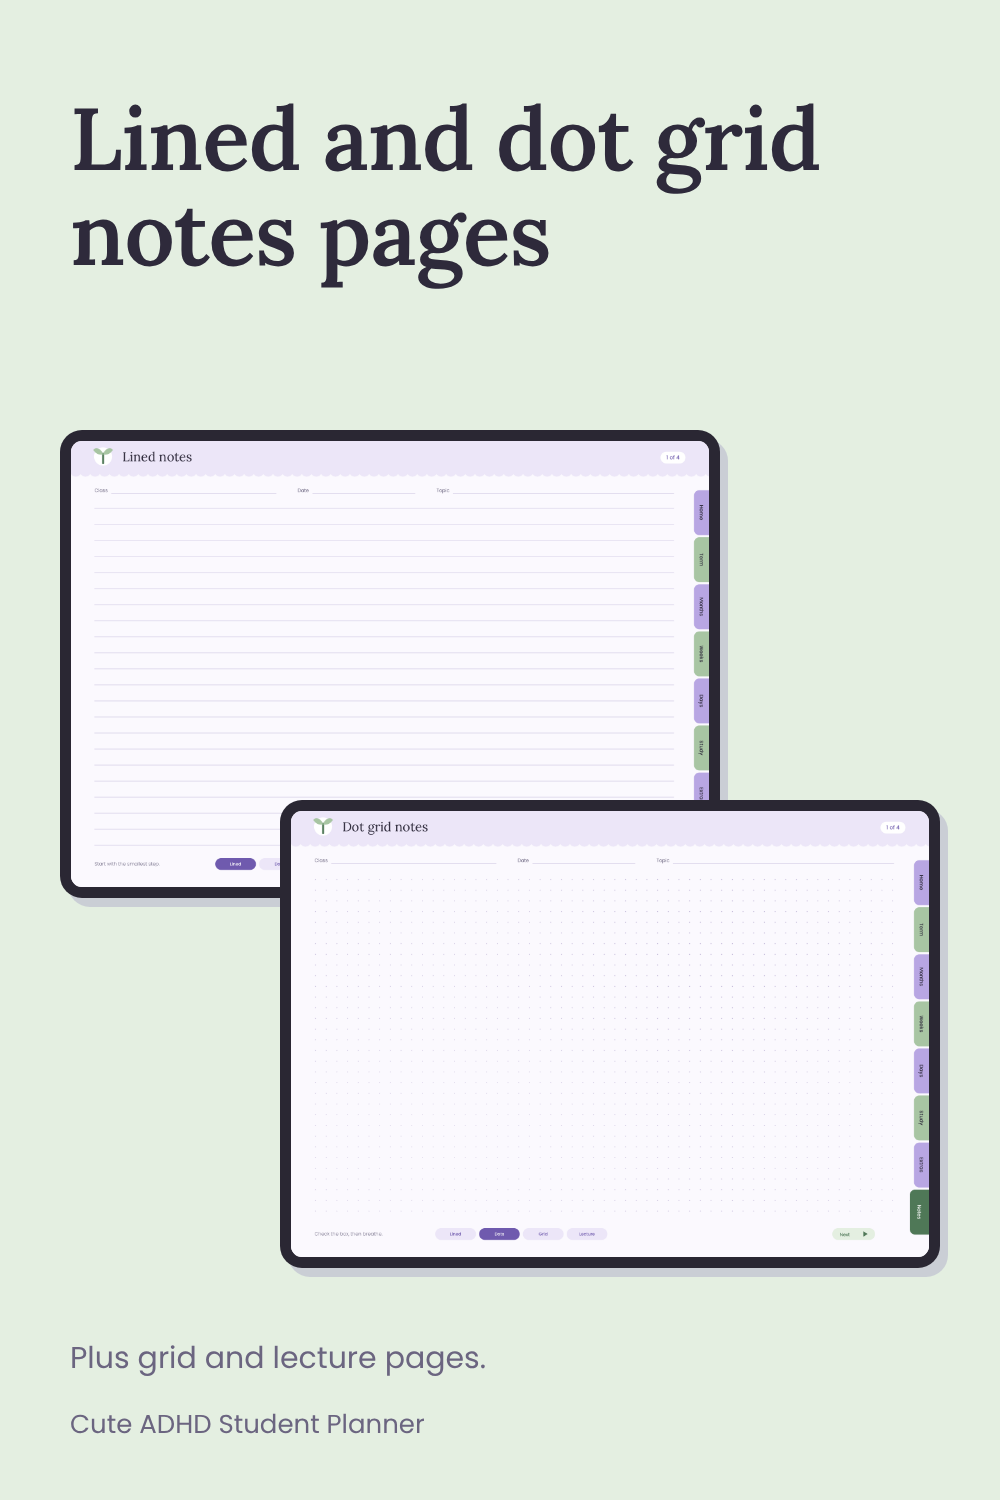 Lined and dot grid
notes pages
Lined notes
1 of 4
Class
Date
Topic
Home
Term
Months
Weeks
Days
Study
Start with the smallest step.
Lined
Dot grid notes
1 of 4
Class
Date
Topic
Home
Term
Months
Weeks
Days
Study
Extras
Notes
Check the box, then breathe.
Lined
Dots
Grid
Lecture
Next
Plus grid and lecture pages.
Cute ADHD Student Planner